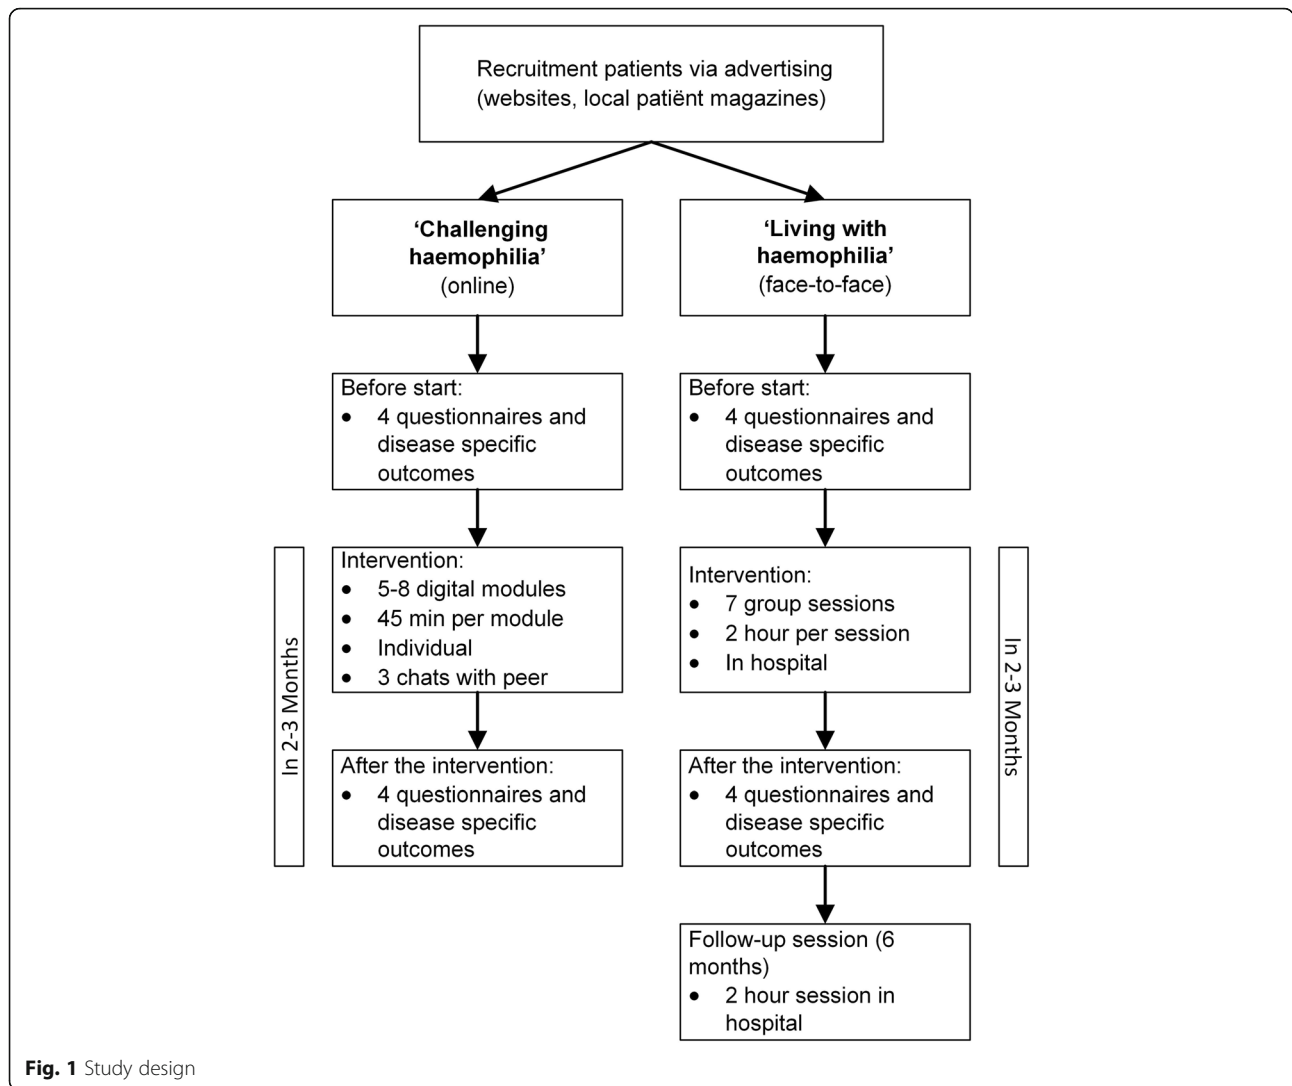 Recruitment patients via advertising
(websites, local patiënt magazines)
‘Challenging
haemophilia’
(online)
‘Living with
haemophilia’
(face-to-face)
Before start:
● 4 questionnaires and
disease specific
outcomes
Before start:
● 4 questionnaires and
disease specific
outcomes
In 2-3 Months
Intervention:
● 5-8 digital modules
● 45 min per module
● Individual
● 3 chats with peer
Intervention:
● 7 group sessions
● 2 hour per session
● In hospital
In 2-3 Months
After the intervention:
● 4 questionnaires and
disease specific
outcomes
After the intervention:
● 4 questionnaires and
disease specific
outcomes
Follow-up session (6
months)
● 2 hour session in
hospital
Fig. 1 Study design